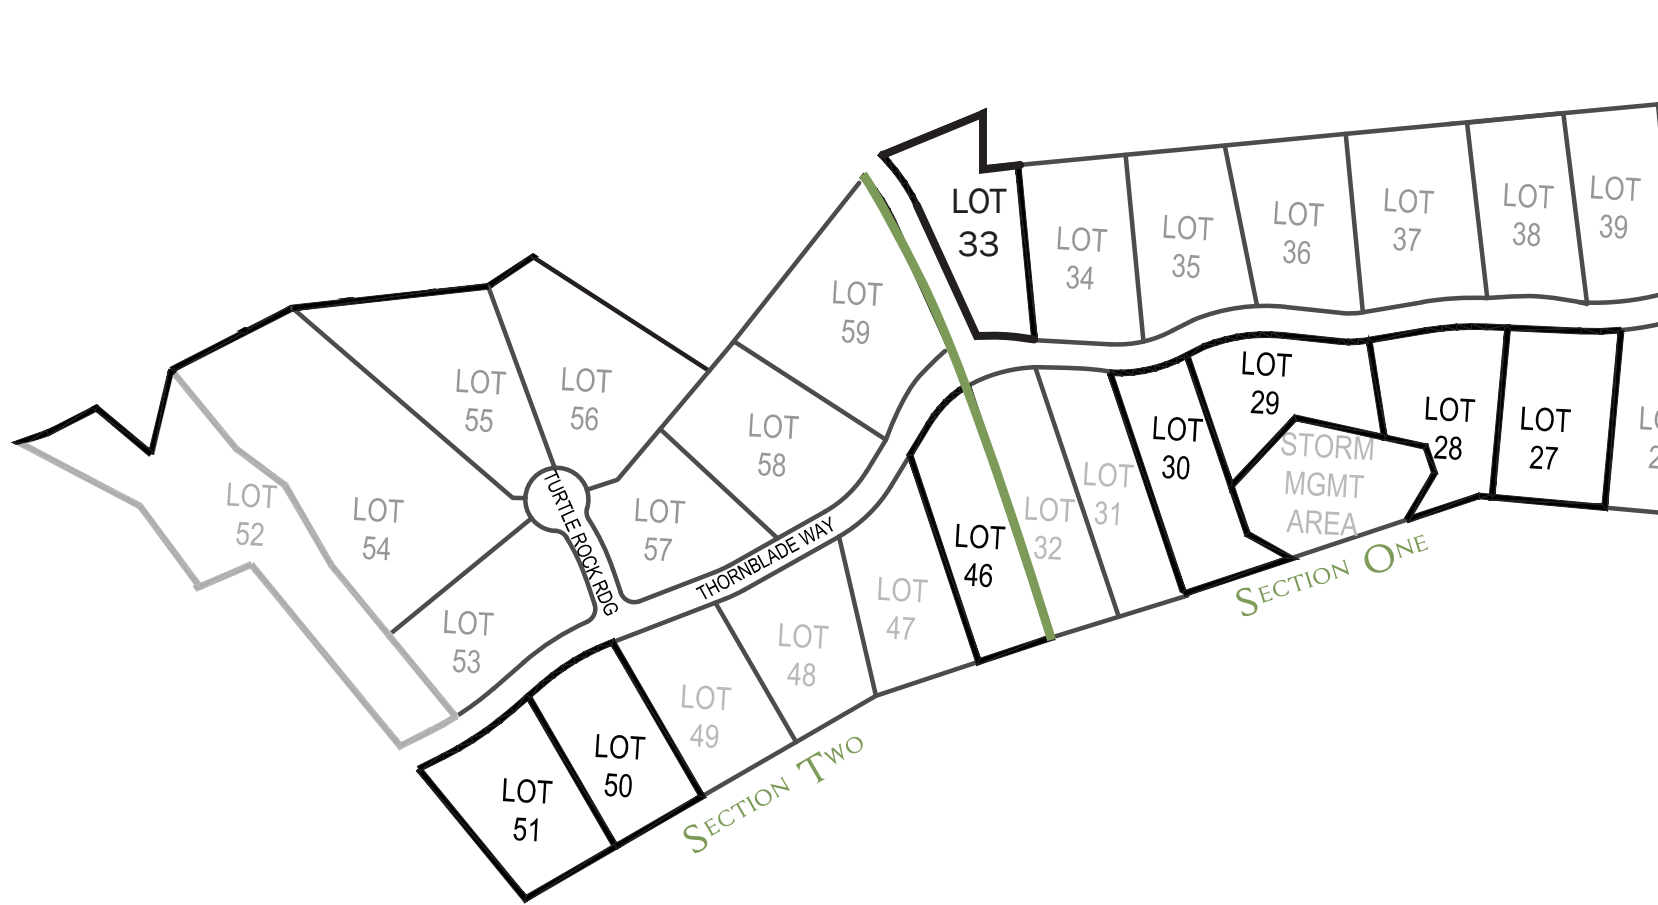 LOT
33
LOT
34
LOT
35
LOT
36
LOT
37
LOT
38
LOT
39
LOT
59
LOT
58
LOT
57
LOT
56
LOT
55
LOT
54
LOT
52
LOT
53
TURTLE ROCK RDG
THORNBLADE WAY
LOT
51
LOT
50
LOT
49
LOT
48
LOT
47
LOT
46
LOT
32
LOT
31
LOT
30
LOT
29
STORM
MGMT
AREA
LOT
28
LOT
27
SECTION TWO
SECTION ONE